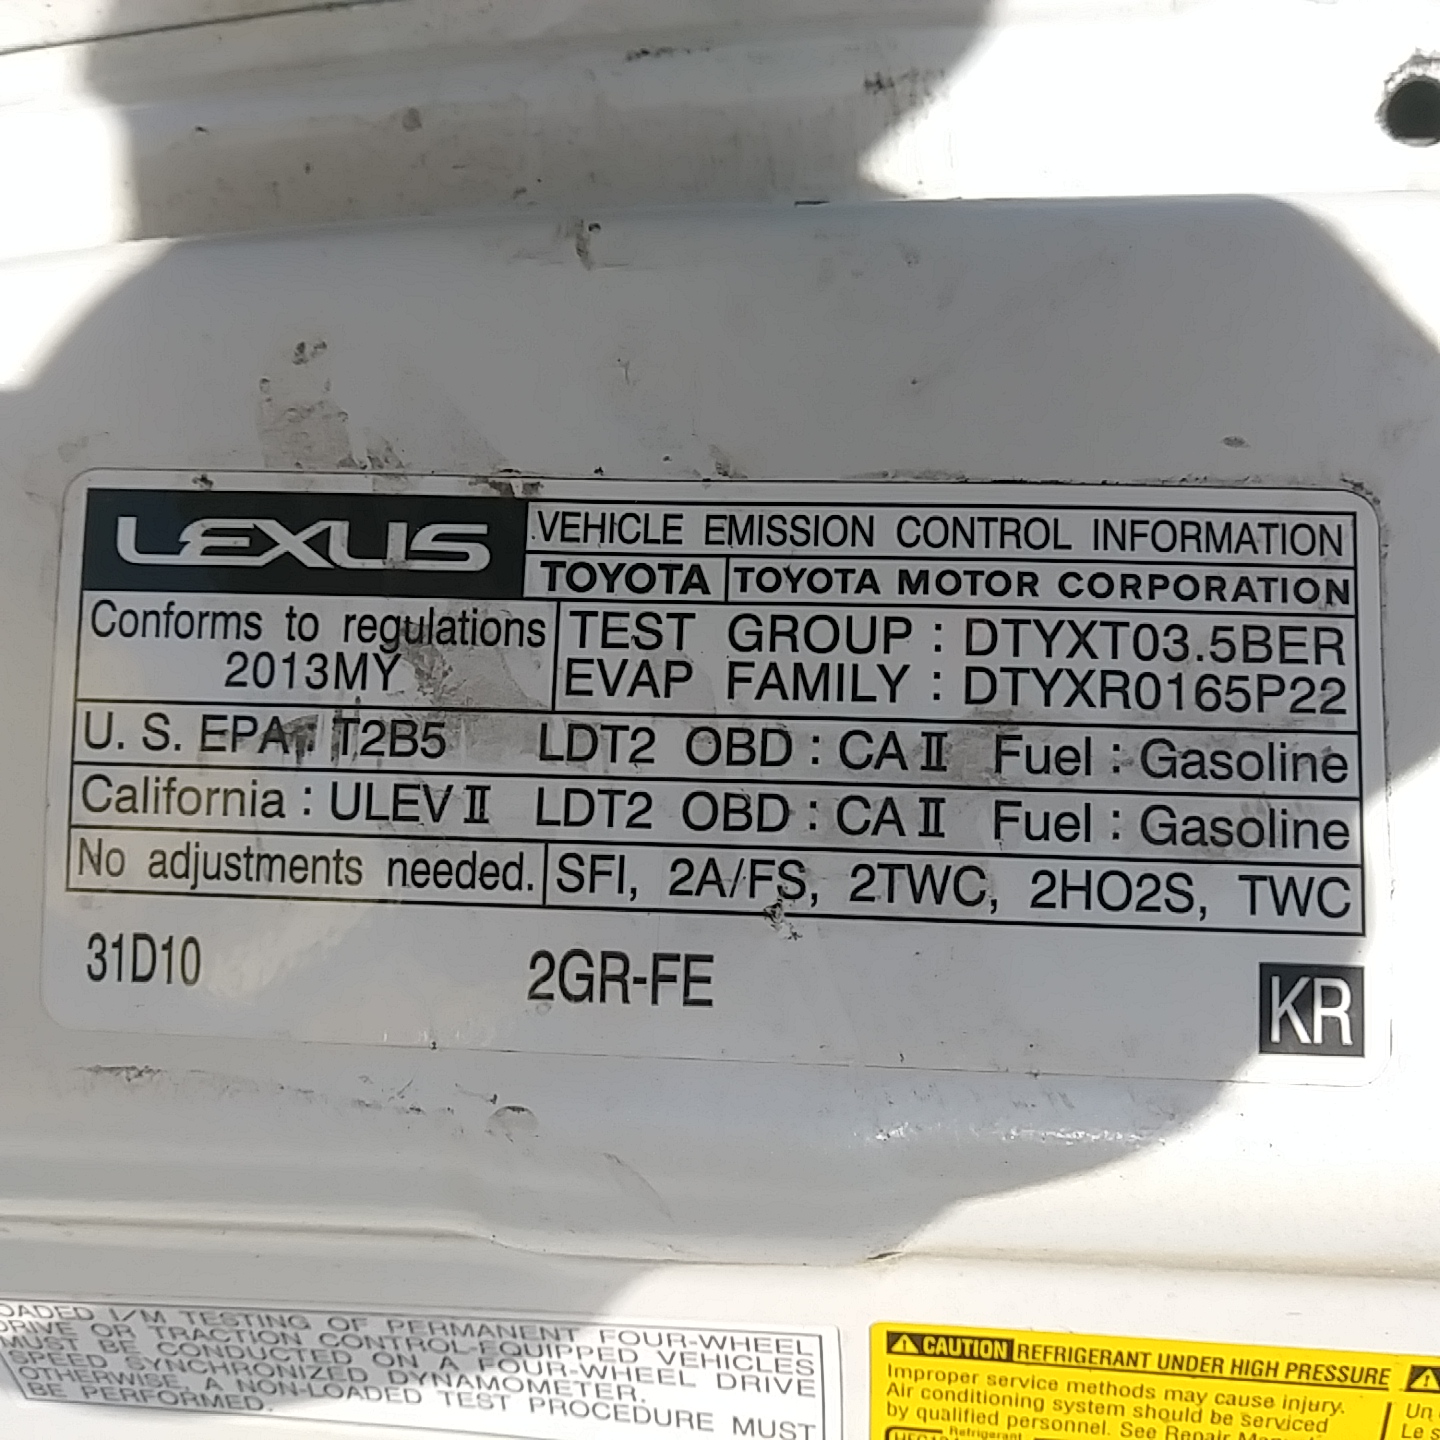 LEXUS
VEHICLE EMISSION CONTROL INFORMATION
TOYOTA TOYOTA MOTOR CORPORATION
Conforms to regulations
2013MY
TEST GROUP : DTYXT03.5BER
EVAP FAMILY : DTYXR0165P22
U. S. EPA : T2B5 LDT2 OBD : CA II Fuel : Gasoline
California : ULEV II LDT2 OBD : CA II Fuel : Gasoline
No adjustments needed. SFI, 2A/FS, 2TWC, 2HO2S, TWC
31D10 2GR-FE KR
I/M TESTING OF PERMANENT FOUR-WHEEL
DRIVE OR TRACTION CONTROL-EQUIPPED VEHICLES
MUST BE CONDUCTED ON A FOUR-WHEEL DRIVE
SPEED SYNCHRONIZED DYNAMOMETER.
OTHERWISE, A NON-LOADED TEST PROCEDURE MUST
BE PERFORMED.
CAUTION REFRIGERANT UNDER HIGH PRESSURE
Improper service methods may cause injury.
Air conditioning system should be serviced
by qualified personnel. See Repair
Refrigerant
Un
Le